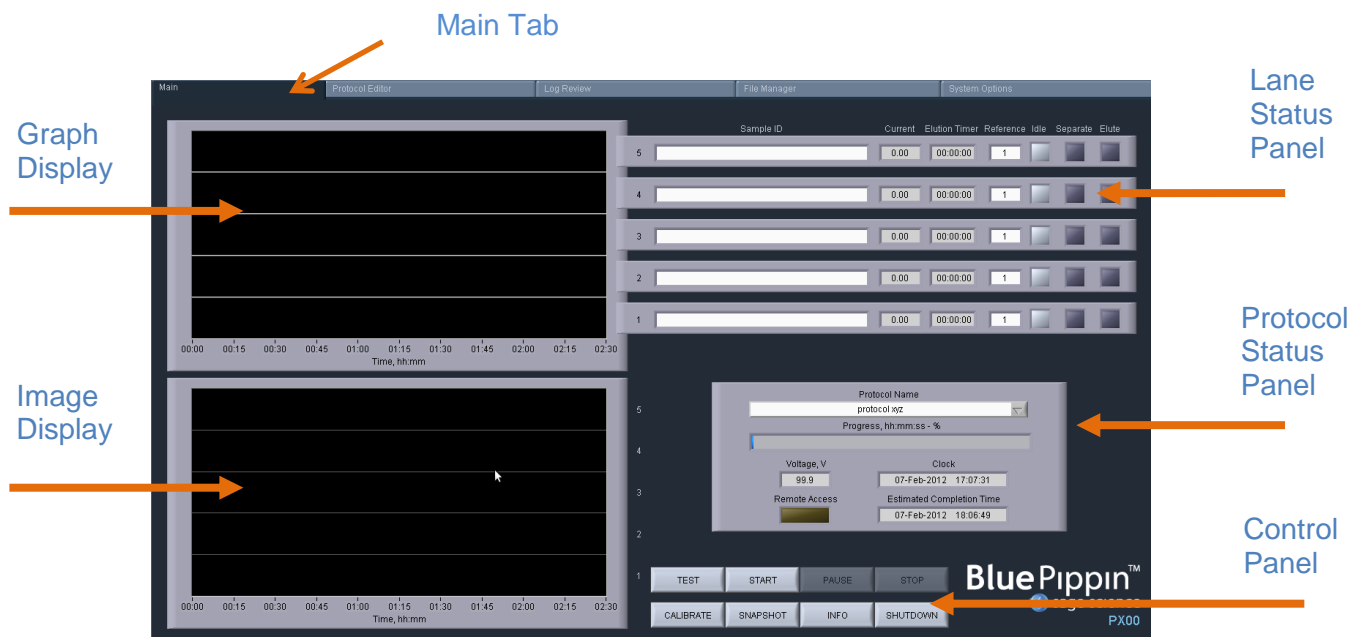 Main Tab
Main Protocol Editor Log Review File Manager System Options
Graph
Display
Lane
Status
Panel
Sample ID Current Elution Timer Reference Idle Separate Elute
5 0.00 00:00:00 1
4 0.00 00:00:00 1
3 0.00 00:00:00 1
2 0.00 00:00:00 1
1 0.00 00:00:00 1
00:00 00:15 00:30 00:45 01:00 01:15 01:30 01:45 02:00 02:15 02:30
Time, hh:mm
Image
Display
5
4
3
2
1
00:00 00:15 00:30 00:45 01:00 01:15 01:30 01:45 02:00 02:15 02:30
Time, hh:mm
Protocol
Status
Panel
Protocol Name
protocol xyz
Progress, hh:mm:ss - %
Voltage, V Clock
99.9 07-Feb-2012 17:07:31
Remote Access Estimated Completion Time
07-Feb-2012 18:06:49
Control
Panel
TEST START PAUSE STOP
CALIBRATE SNAPSHOT INFO SHUTDOWN
BluePippin™
sage science
PX00